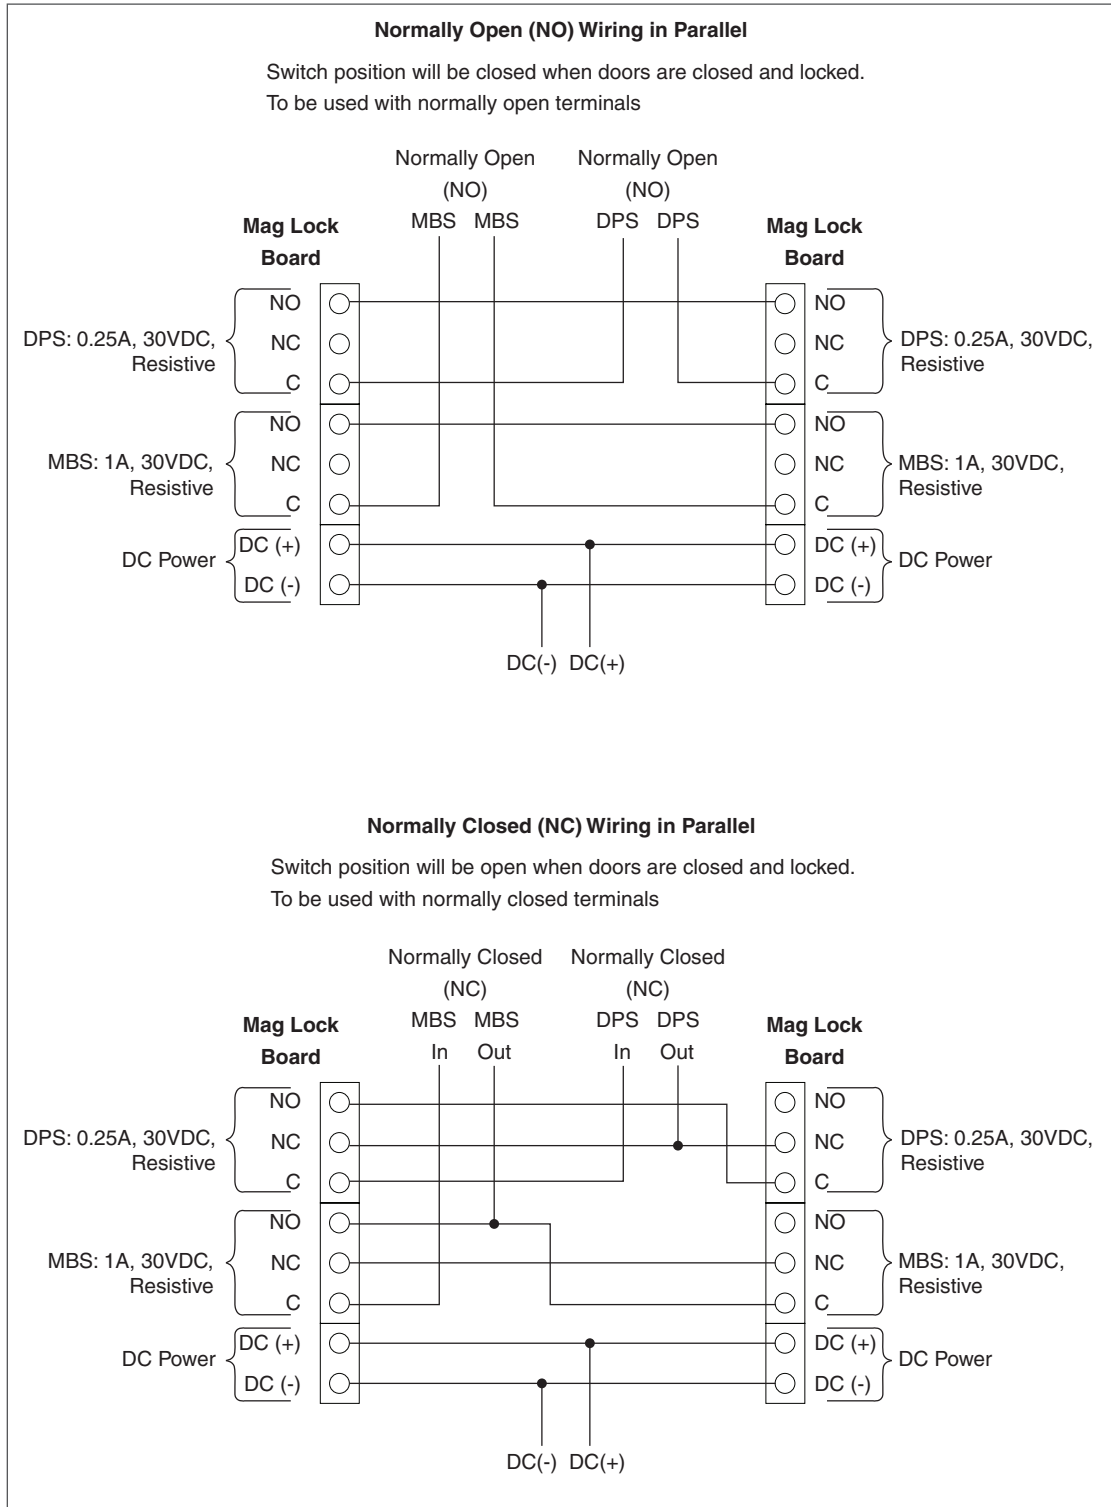 Normally Open (NO) Wiring in Parallel
Switch position will be closed when doors are closed and locked.
To be used with normally open terminals
Normally Open Normally Open
(NO) (NO)
MBS MBS DPS DPS
Mag Lock Mag Lock
Board Board
NO NO
DPS: 0.25A, 30VDC, NC NC DPS: 0.25A, 30VDC,
Resistive Resistive
C C
NO NO
MBS: 1A, 30VDC, NC NC MBS: 1A, 30VDC,
Resistive Resistive
C C
DC (+) DC (+)
DC Power DC Power
DC (-) DC (-)
DC(-) DC(+)
Normally Closed (NC) Wiring in Parallel
Switch position will be open when doors are closed and locked.
To be used with normally closed terminals
Normally Closed Normally Closed
(NC) (NC)
MBS MBS DPS DPS
Mag Lock Mag Lock
In Out In Out
Board Board
NO NO
DPS: 0.25A, 30VDC, NC NC DPS: 0.25A, 30VDC,
Resistive Resistive
C C
NO NO
MBS: 1A, 30VDC, NC NC MBS: 1A, 30VDC,
Resistive Resistive
C C
DC (+) DC (+)
DC Power DC Power
DC (-) DC (-)
DC(-) DC(+)